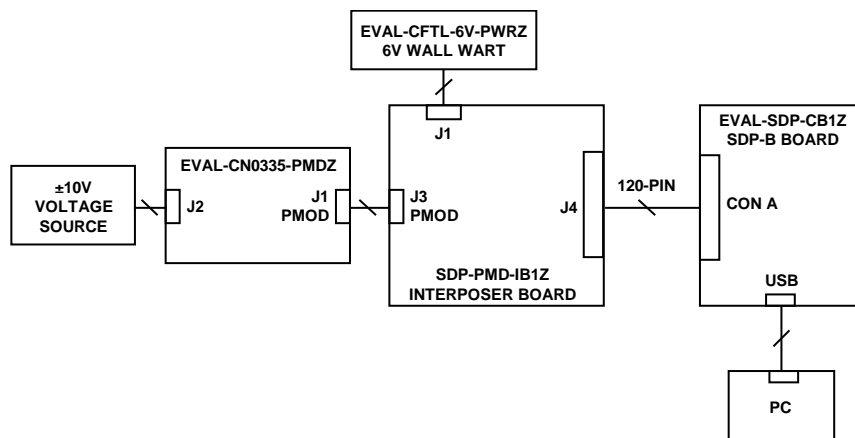 EVAL-CFTL-6V-PWRZ
6V WALL WART
J1
EVAL-SDP-CB1Z
SDP-B BOARD
EVAL-CN0335-PMDZ
±10V
VOLTAGE
SOURCE
J2
J1
PMOD
J3
PMOD
J4
120-PIN
CON A
SDP-PMD-IB1Z
INTERPOSER BOARD
USB
PC